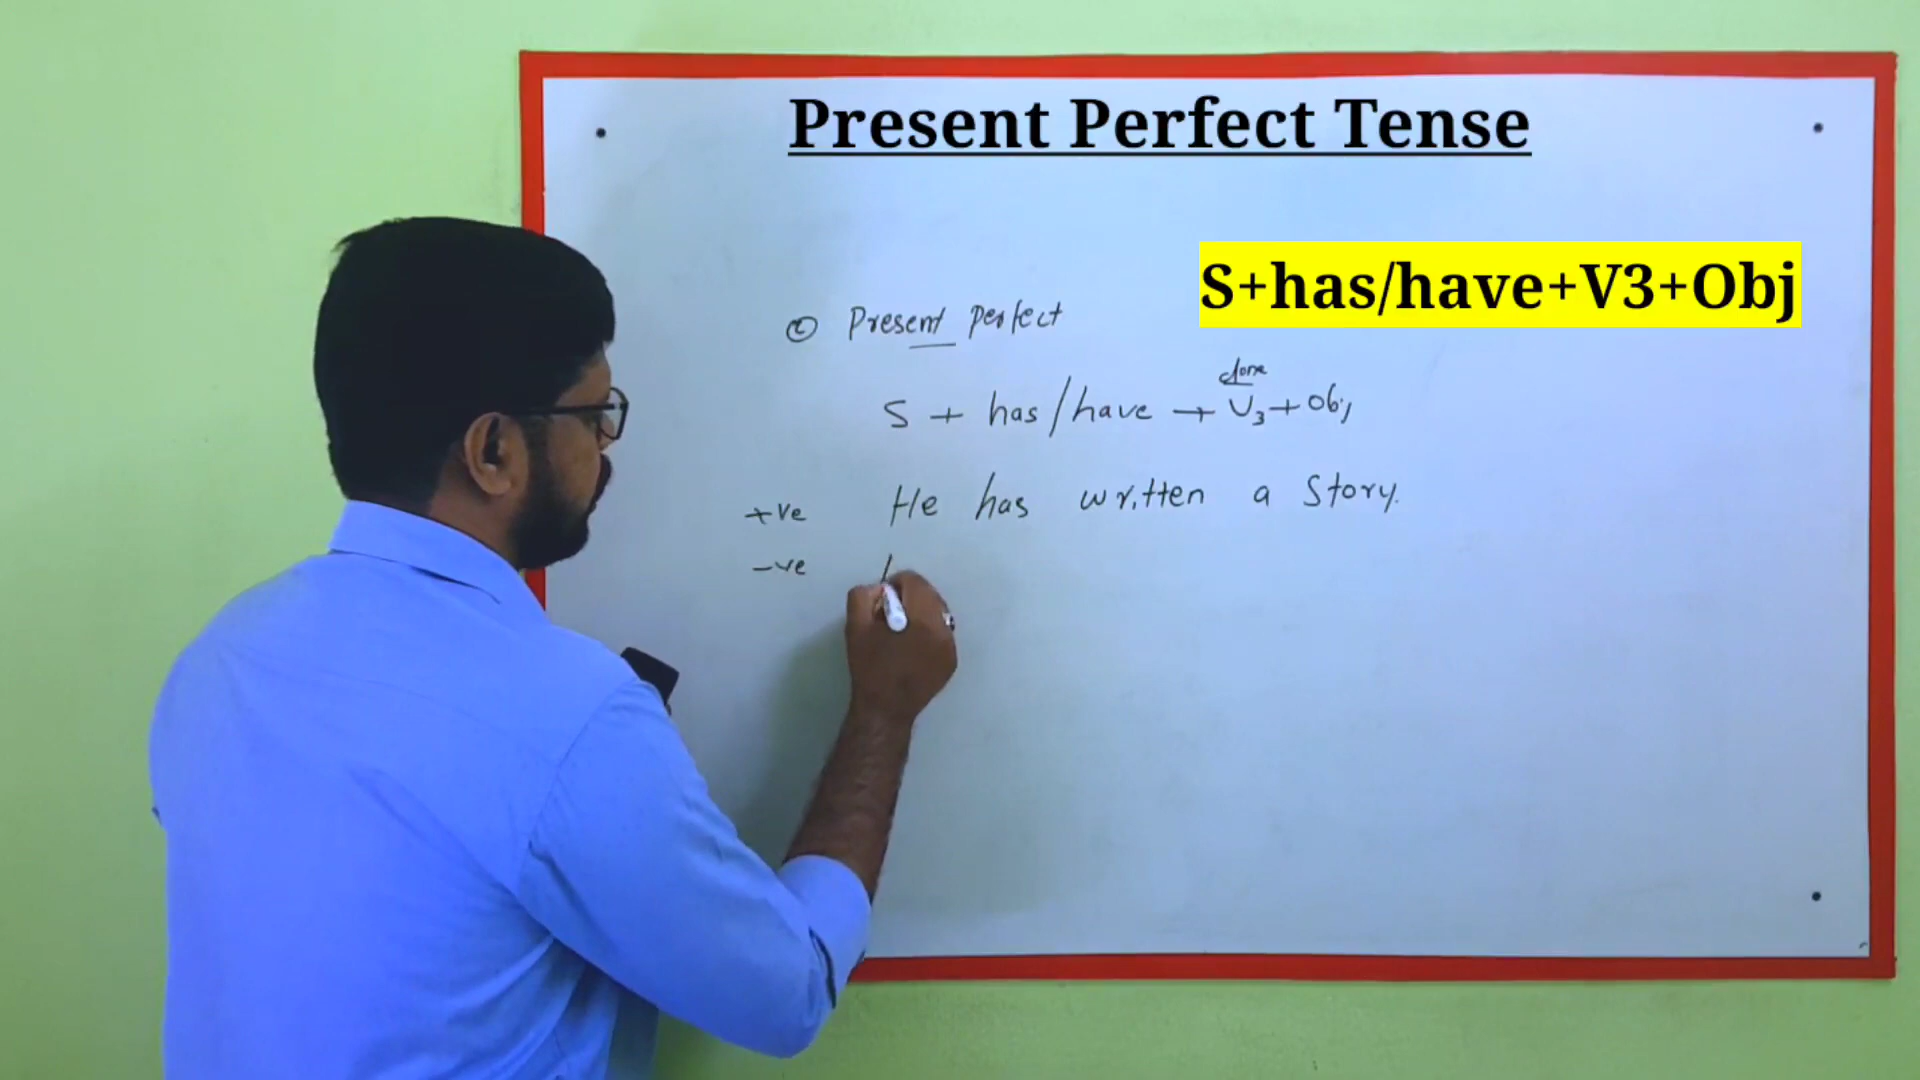 Present Perfect Tense
S+has/have+V3+Obj
② Present Perfect
done
S + has/have + V3 + Obj
+ve He has written a story.
-ve